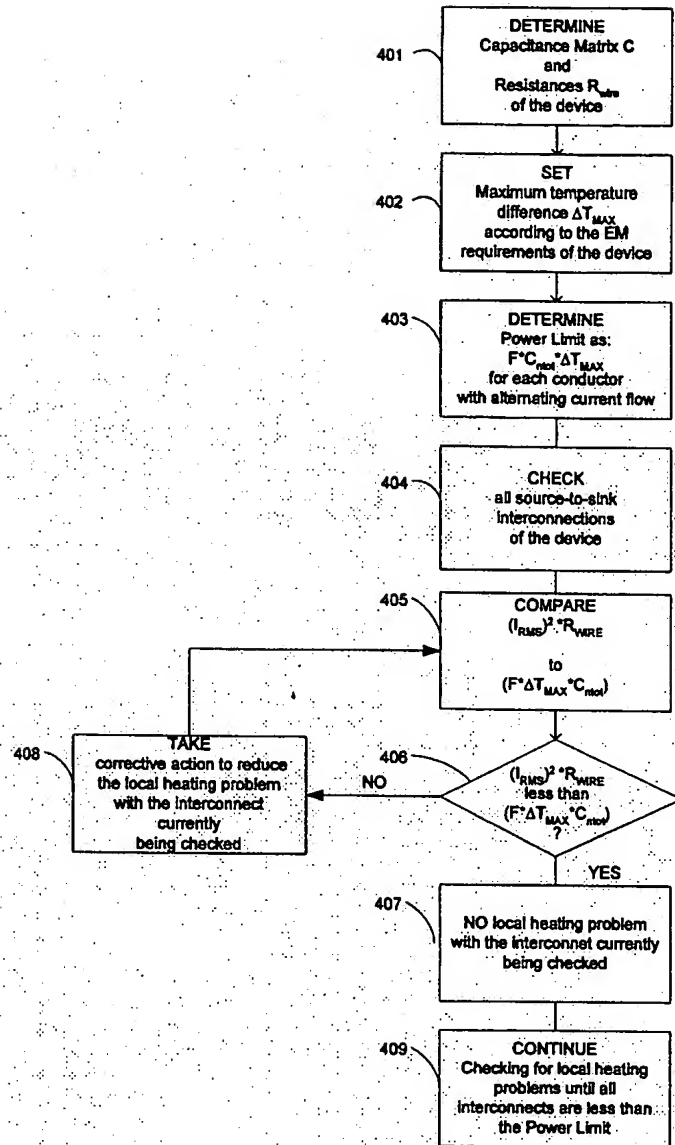 401
DETERMINE
Capacitance Matrix C
and
Resistances R_wire
of the device
402
SET
Maximum temperature
difference ΔT_MAX
according to the EM
requirements of the device
403
DETERMINE
Power Limit as:
F*C_ntot*ΔT_MAX
for each conductor
with alternating current flow
404
CHECK
all source-to-sink
interconnections
of the device
405
COMPARE
(I_RMS)² *R_WIRE
to
(F*ΔT_MAX*C_ntot)
406
(I_RMS)² *R_WIRE
less than
(F*ΔT_MAX*C_ntot)
?
NO
408
TAKE
corrective action to reduce
the local heating problem
with the interconnect
currently
being checked
YES
407
NO local heating problem
with the interconnet currently
being checked
409
CONTINUE
Checking for local heating
problems until all
interconnects are less than
the Power Limit